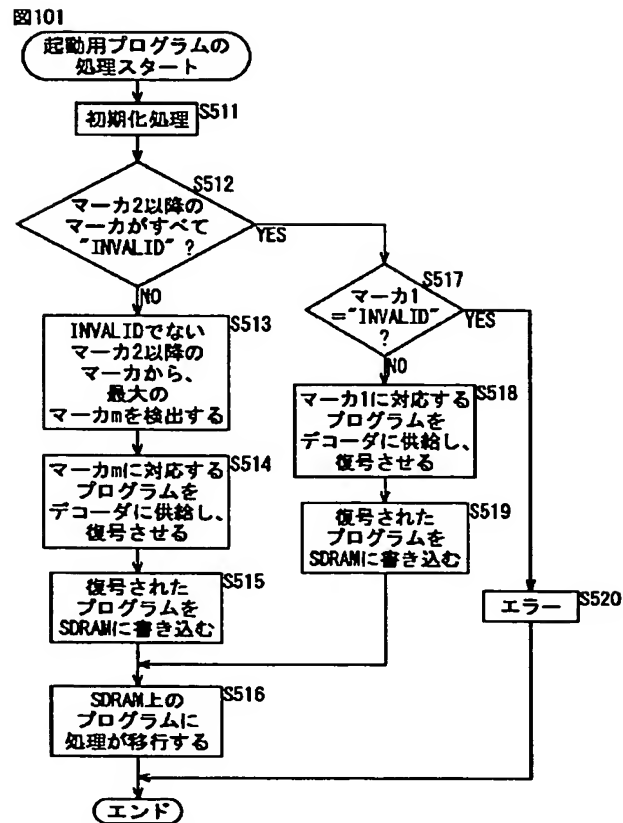 図101
起動用プログラムの
処理スタート
初期化処理
S511
S512
マーカ2以降の
マーカがすべて
"INVALID" ?
YES
NO
INVALIDでない
マーカ2以降の
マーカから、
最大の
マーカmを検出する
S513
マーカmに対応する
プログラムを
デコーダに供給し、
復号させる
S514
復号された
プログラムを
SDRAMに書き込む
S515
SDRAM上の
プログラムに
処理が移行する
S516
S517
マーカ1
="INVALID"
?
YES
NO
マーカ1に対応する
プログラムを
デコーダに供給し、
復号させる
S518
復号された
プログラムを
SDRAMに書き込む
S519
エラー
S520
エンド